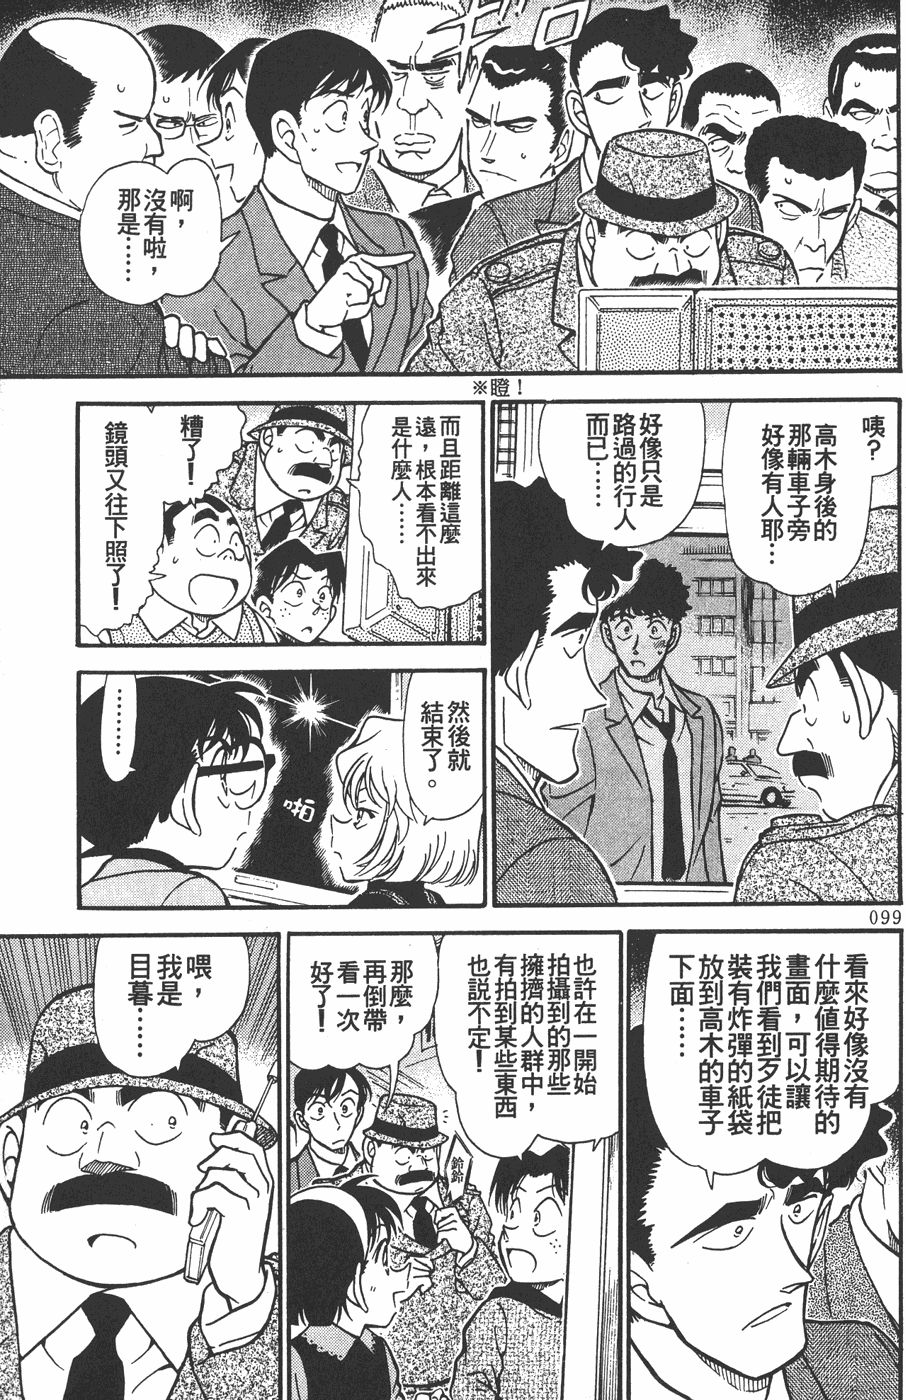 ギロ
啊，
沒有啦，
那是……
※瞪！
咦？
高木身後的
那輛車子旁
好像有人耶…
好像只是
路過的行人
而已……
而且距離這麼
遠，根本看不出來
是什麼人……
糟了！
鏡頭又往下照了！
然後就
結束了。
啪
………
099
看來好像沒有
什麼值得期待的
畫面，可以讓
我們看到歹徒把
裝有炸彈的紙袋
放到高木的車子
下面……
也許在一開始
拍攝到的那些
擁擠的人群中，
有拍到某些東西
也說不定！
那麼，
再倒帶
看一次
好了！
鈴鈴
喂，
我是
目暮…